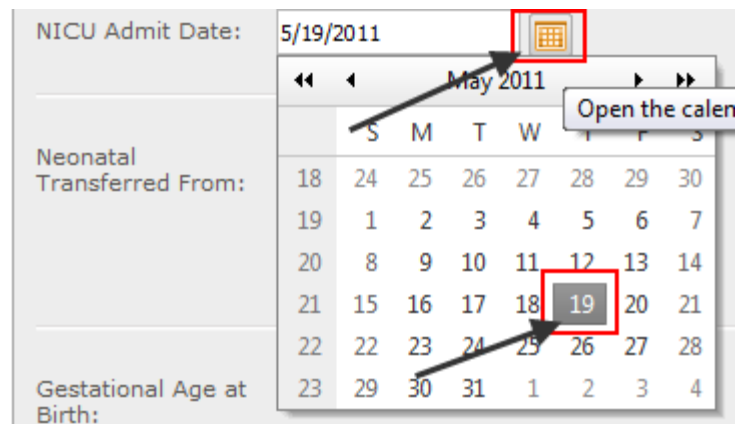 NICU Admit Date: 5/19/2011
May 2011
Open the calen
S M T W T F S
Neonatal
Transferred From:
18 24 25 26 27 28 29 30
19 1 2 3 4 5 6 7
20 8 9 10 11 12 13 14
21 15 16 17 18 19 20 21
22 22 23 24 25 26 27 28
23 29 30 31 1 2 3 4
Gestational Age at
Birth: